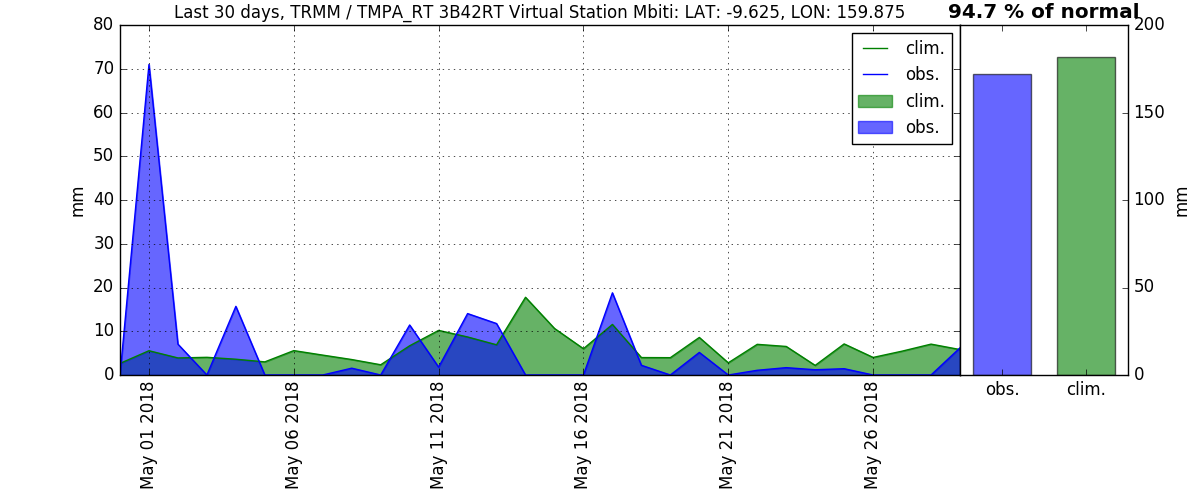 Last 30 days, TRMM / TMPA_RT 3B42RT Virtual Station Mbiti: LAT: -9.625, LON: 159.875
94.7 % of normal
80
70
60
50
40
30
20
10
0
mm
clim.
obs.
clim.
obs.
200
150
100
50
0
mm
obs.
clim.
May 01 2018
May 06 2018
May 11 2018
May 16 2018
May 21 2018
May 26 2018